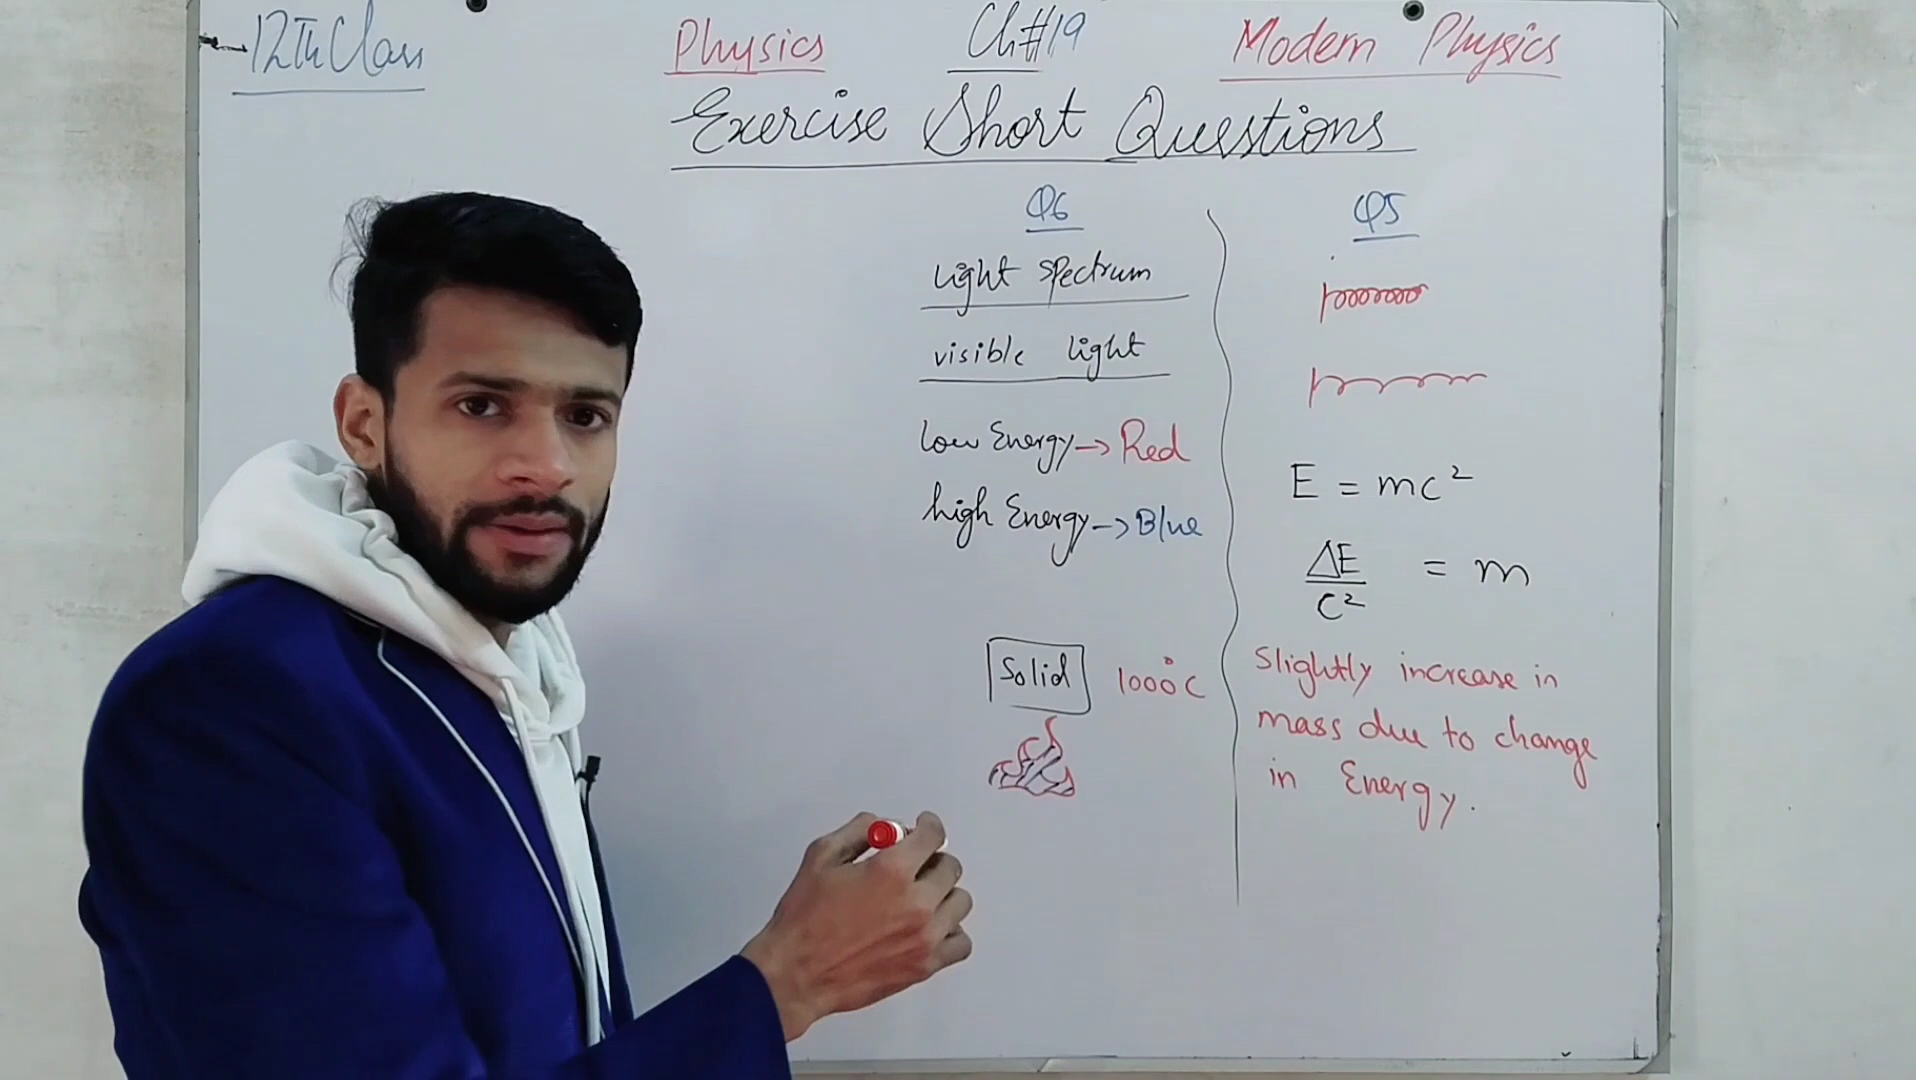 12Th Class Physics Ch#19 Modern Physics
Exercise Short Questions
Q6
Light Spectrum
visible light
low Energy -> Red
high Energy -> Blue
Solid 1000°C
Q5
E = mc²
ΔE/C² = m
Slightly increase in
mass due to change
in Energy.